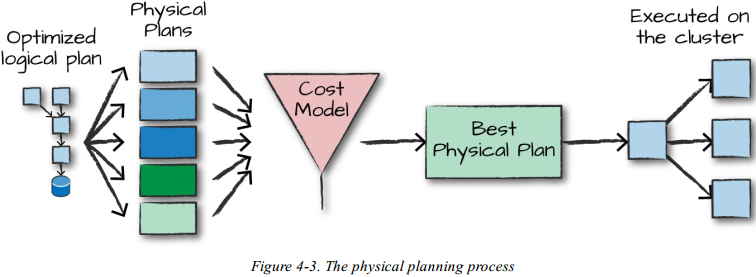 Optimized
logical plan
Physical
Plans
Cost
Model
Best
Physical Plan
Executed on
the cluster
Figure 4-3. The physical planning process